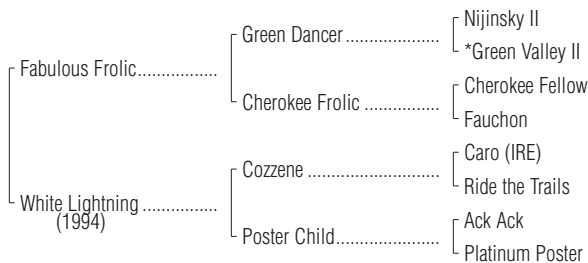 Nijinsky II
Green Dancer....................
*Green Valley II
Fabulous Frolic.................
Cherokee Fellow
Cherokee Frolic ................
Fauchon
Caro (IRE)
Cozzene ............................
Ride the Trails
White Lightning ................
(1994)
Ack Ack
Poster Child......................
Platinum Poster